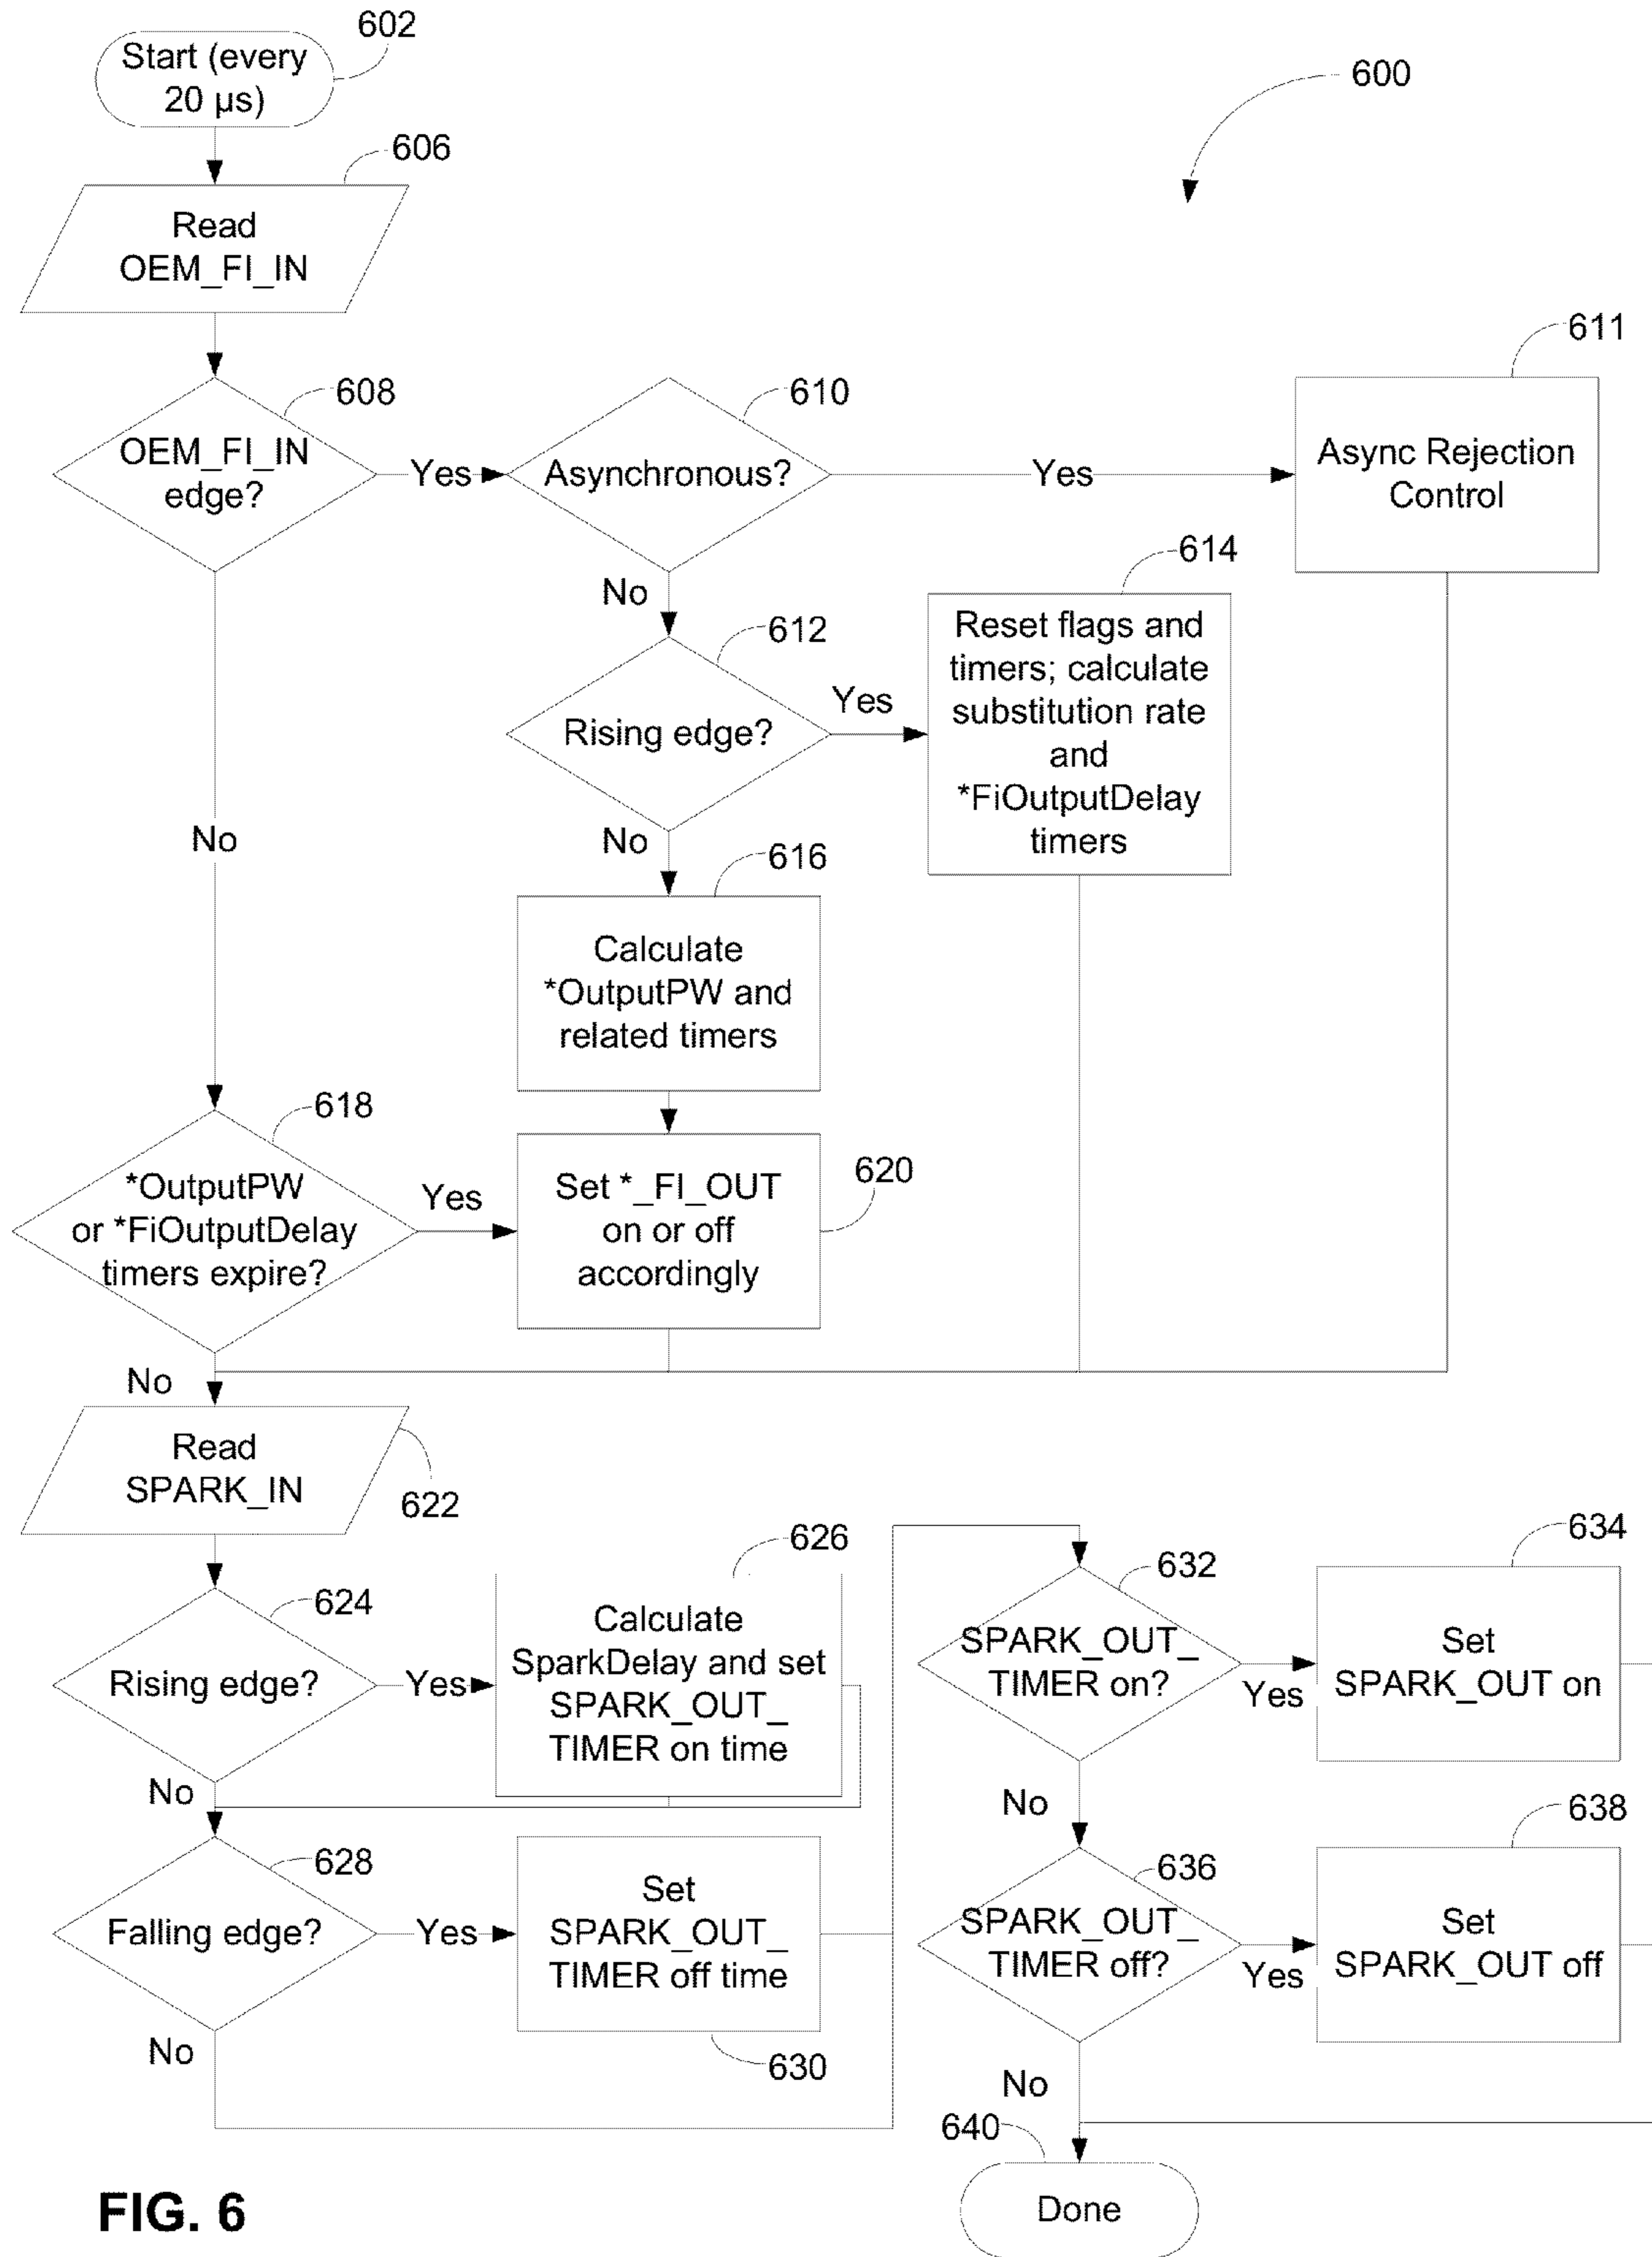 602
Start (every
20 µs)
600
606
Read
OEM_FI_IN
611
608
610
OEM_FI_IN
edge?
Yes
Asynchronous?
Yes
Async Rejection
Control
614
No
612
Reset flags and
timers; calculate
substitution rate
and
*FiOutputDelay
timers
Yes
Rising edge?
No
No
616
Calculate
*OutputPW and
related timers
618
*OutputPW
or *FiOutputDelay
timers expire?
Yes
Set *_FI_OUT
on or off
accordingly
620
No
Read
SPARK_IN
622
626
634
632
624
Calculate
SparkDelay and set
SPARK_OUT_
TIMER on time
SPARK_OUT_
TIMER on?
Yes
Set
SPARK_OUT on
Rising edge?
Yes
No
No
638
628
636
Falling edge?
Yes
Set
SPARK_OUT_
TIMER off time
SPARK_OUT_
TIMER off?
Yes
Set
SPARK_OUT off
No
630
No
640
Done
FIG. 6